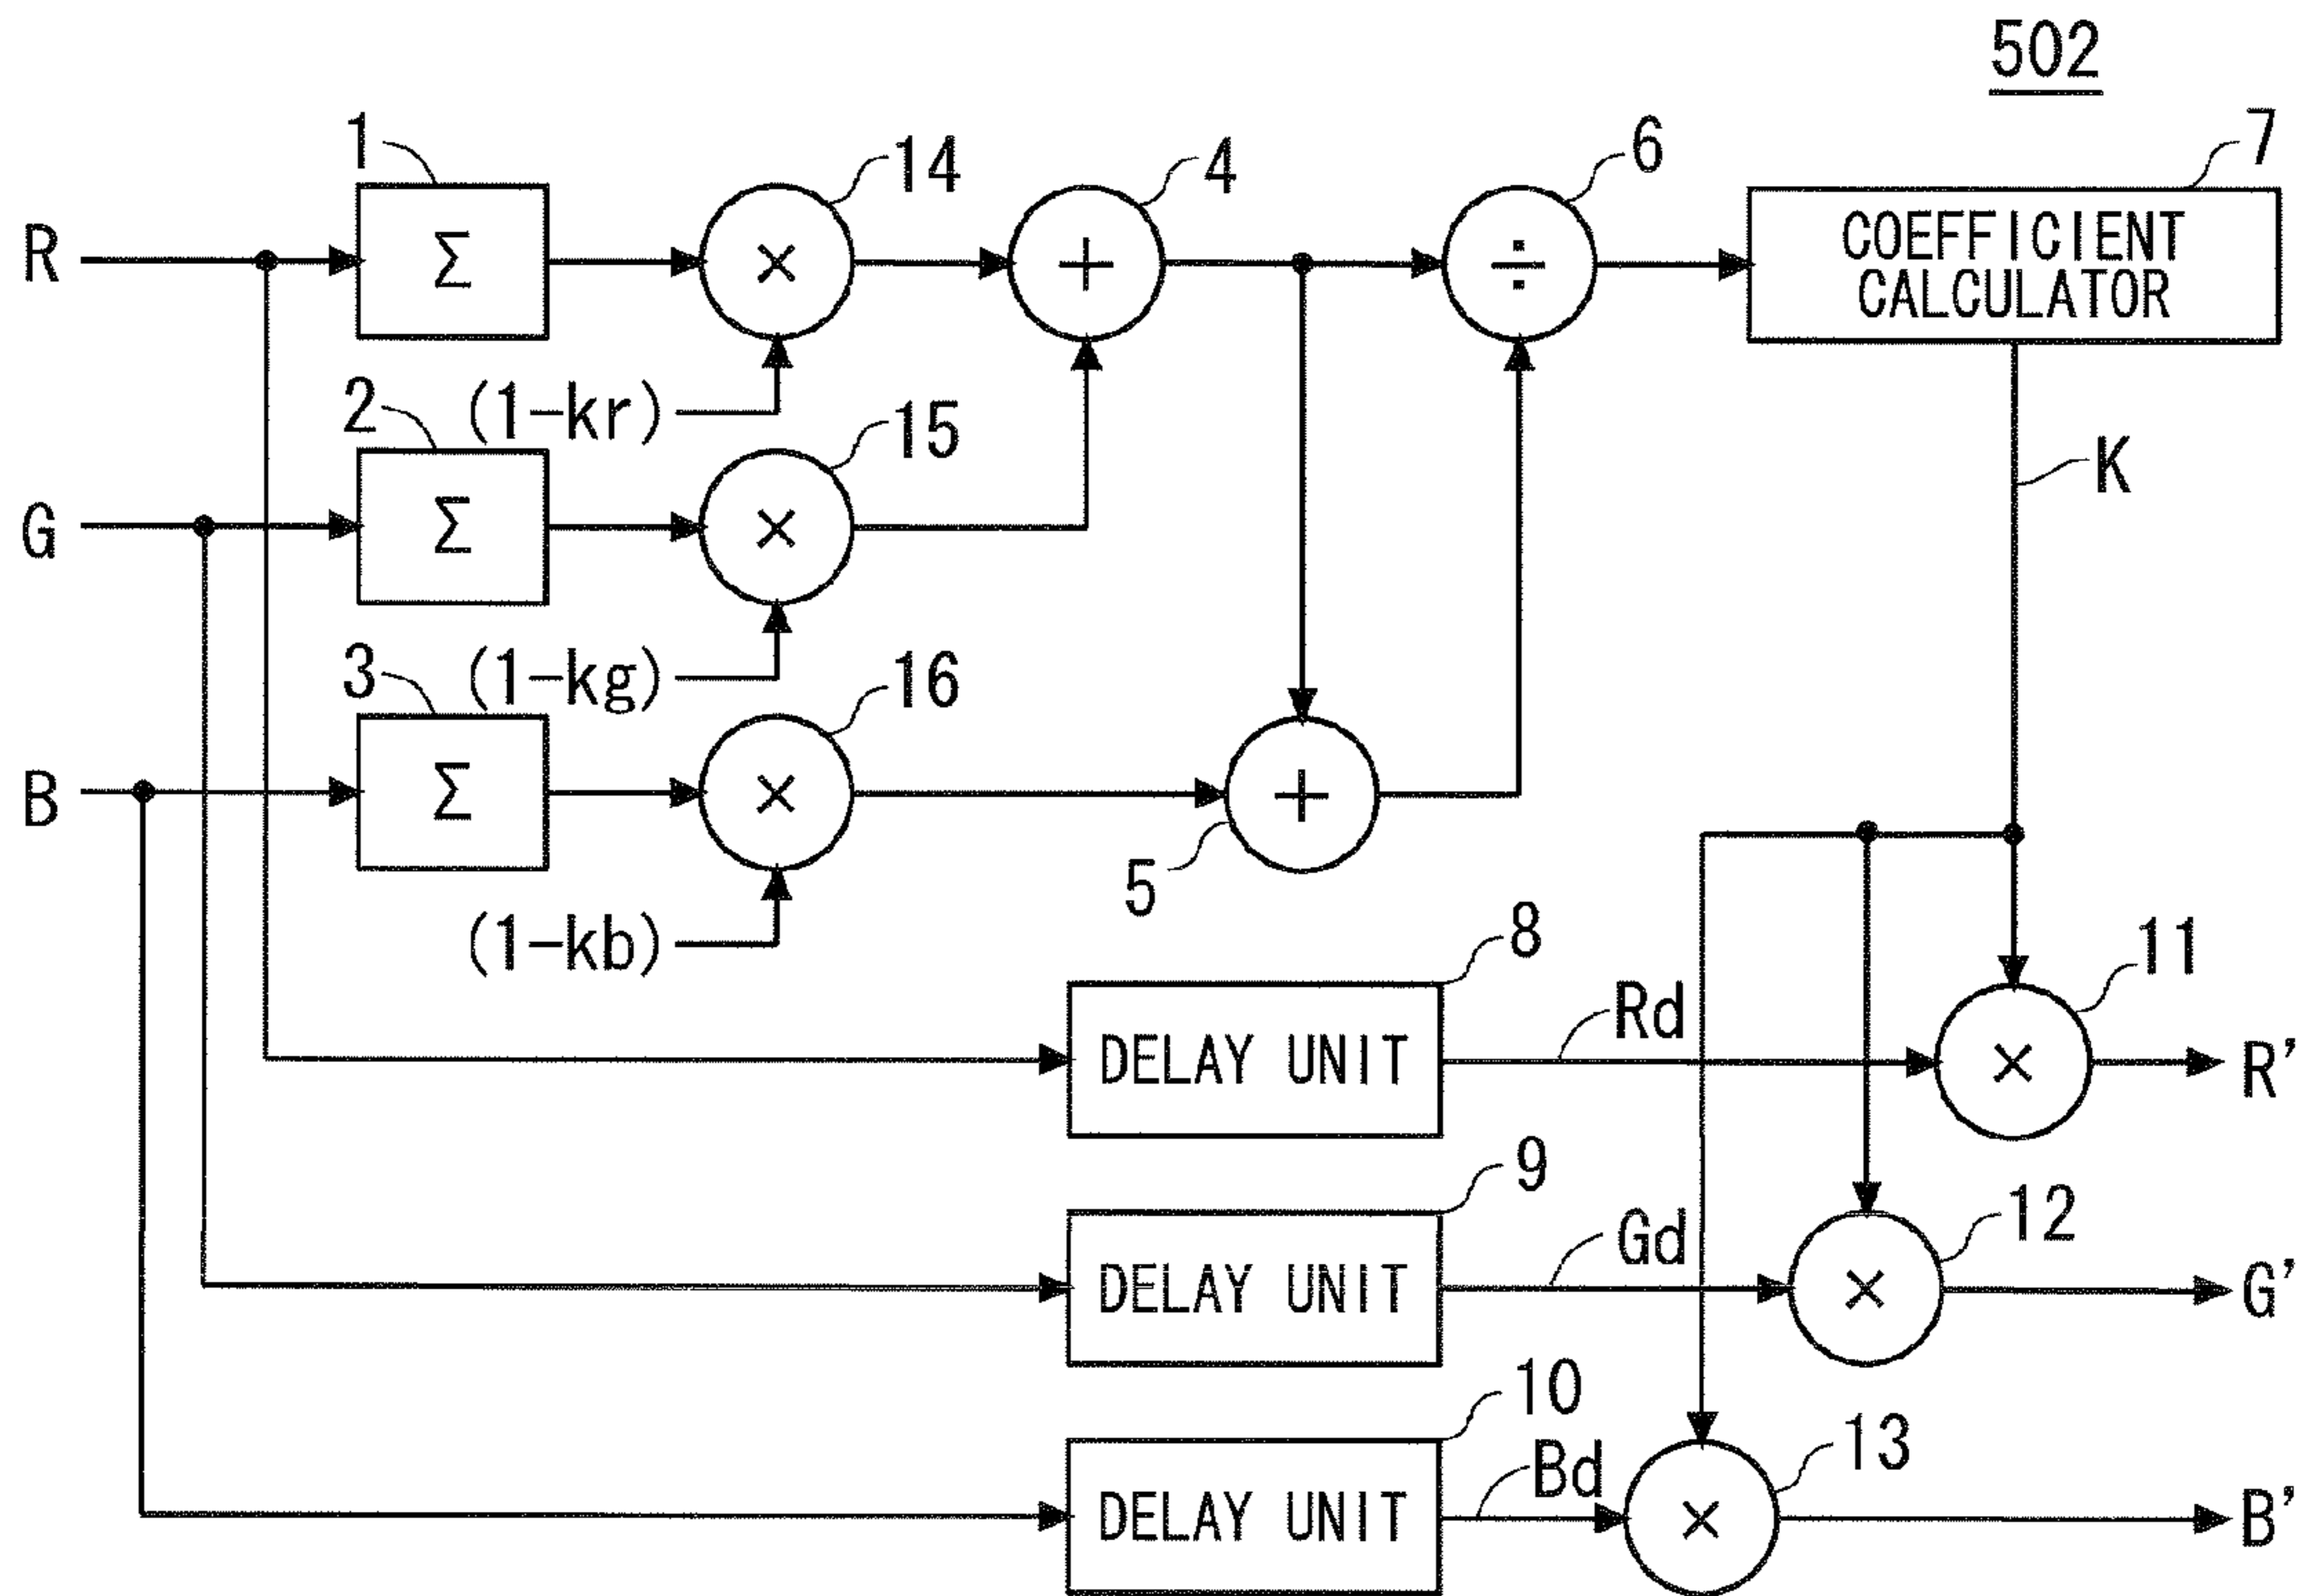 502
1
14
4
6
7
R
Σ
×
+
÷
COEFFICIENT
CALCULATOR
2
(1-kr)
15
K
G
Σ
×
3
(1-kg)
16
B
Σ
×
+
5
(1-kb)
8
11
DELAY UNIT
Rd
×
R'
9
12
DELAY UNIT
Gd
×
G'
10
13
DELAY UNIT
Bd
×
B'